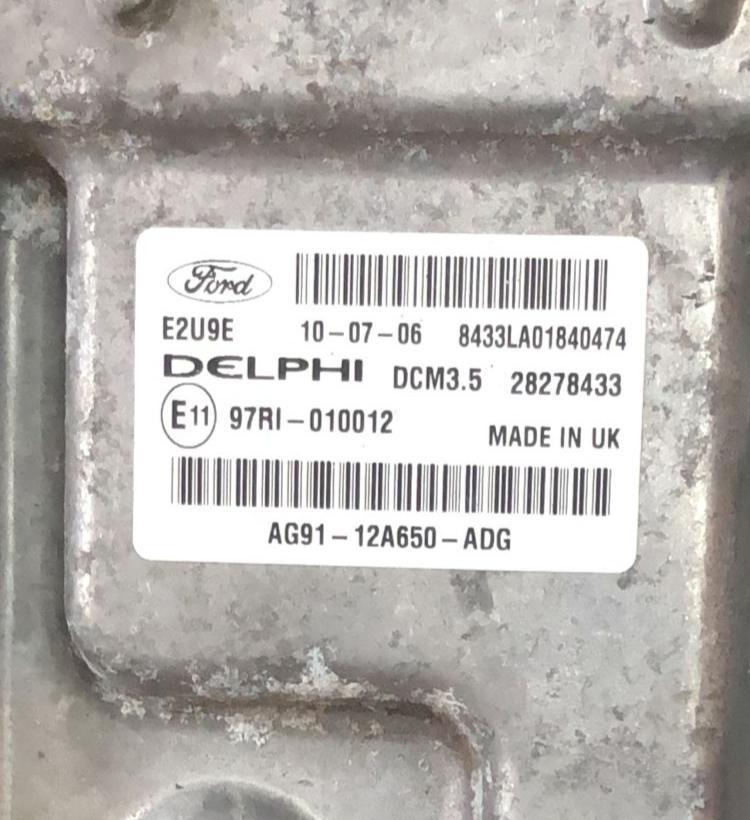 Ford
E2U9E 10-07-06 8433LA01840474
DELPHI DCM3.5 28278433
E11 97RI-010012
MADE IN UK
AG91-12A650-ADG